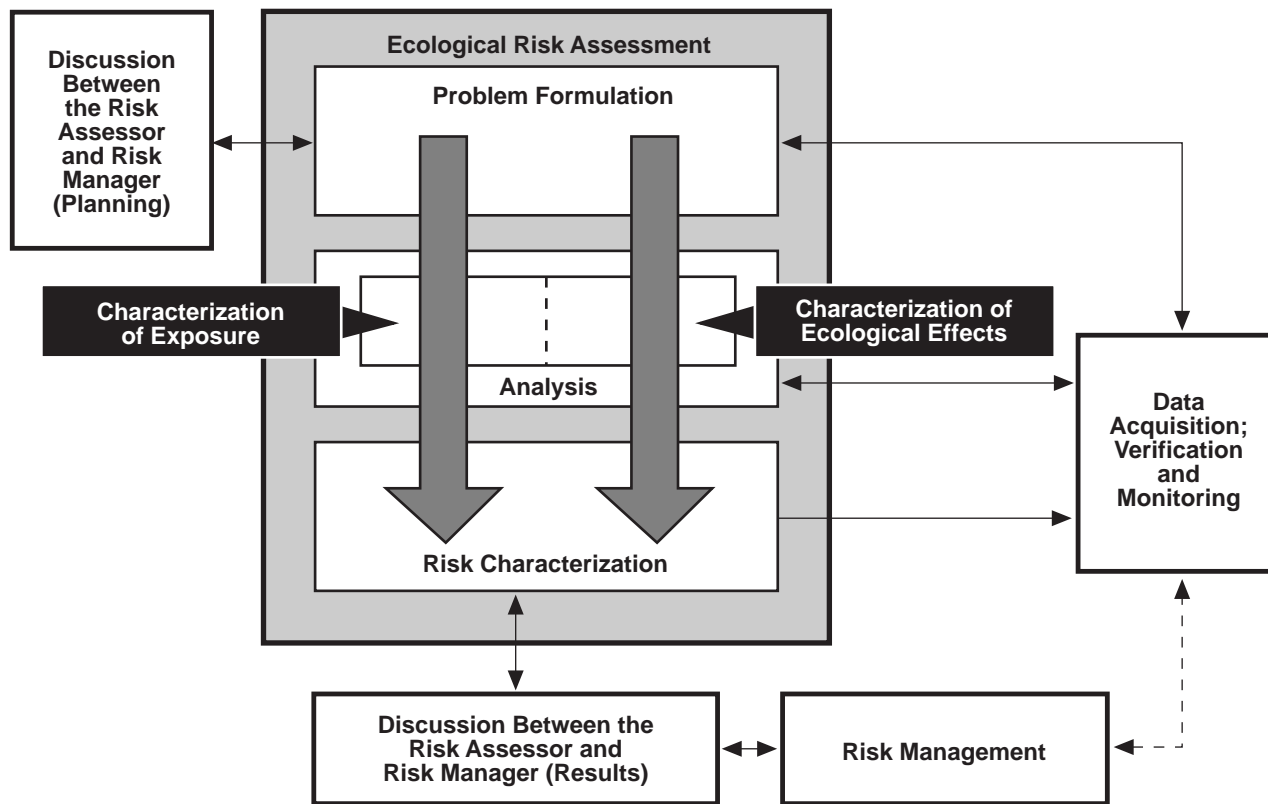 Ecological Risk Assessment
Discussion
Between
the Risk
Assessor
and Risk
Manager
(Planning)
Problem Formulation
Characterization
of Exposure
Characterization of
Ecological Effects
Analysis
Data
Acquisition;
Verification
and
Monitoring
Risk Characterization
Discussion Between the
Risk Assessor and
Risk Manager (Results)
Risk Management